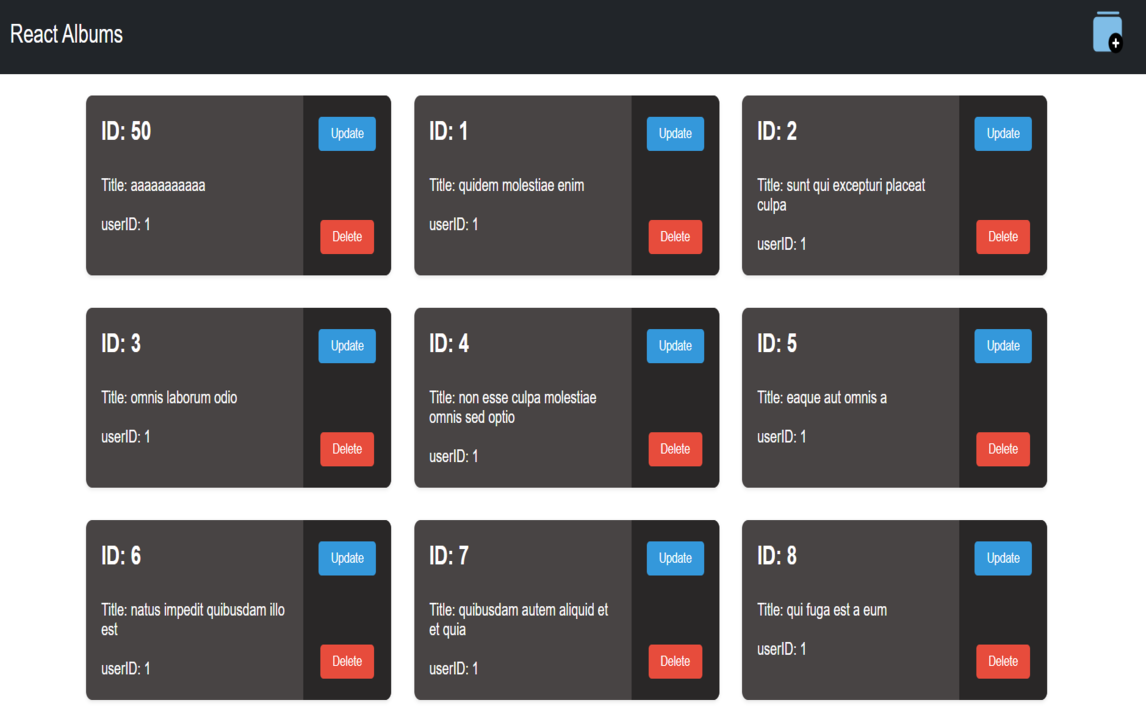 React Albums
+
ID: 50
Update
Title: aaaaaaaaaaa
userID: 1
Delete
ID: 1
Update
Title: quidem molestiae enim
userID: 1
Delete
ID: 2
Update
Title: sunt qui excepturi placeat
culpa
userID: 1
Delete
ID: 3
Update
Title: omnis laborum odio
userID: 1
Delete
ID: 4
Update
Title: non esse culpa molestiae
omnis sed optio
userID: 1
Delete
ID: 5
Update
Title: eaque aut omnis a
userID: 1
Delete
ID: 6
Update
Title: natus impedit quibusdam illo
est
userID: 1
Delete
ID: 7
Update
Title: quibusdam autem aliquid et
et quia
userID: 1
Delete
ID: 8
Update
Title: qui fuga est a eum
userID: 1
Delete